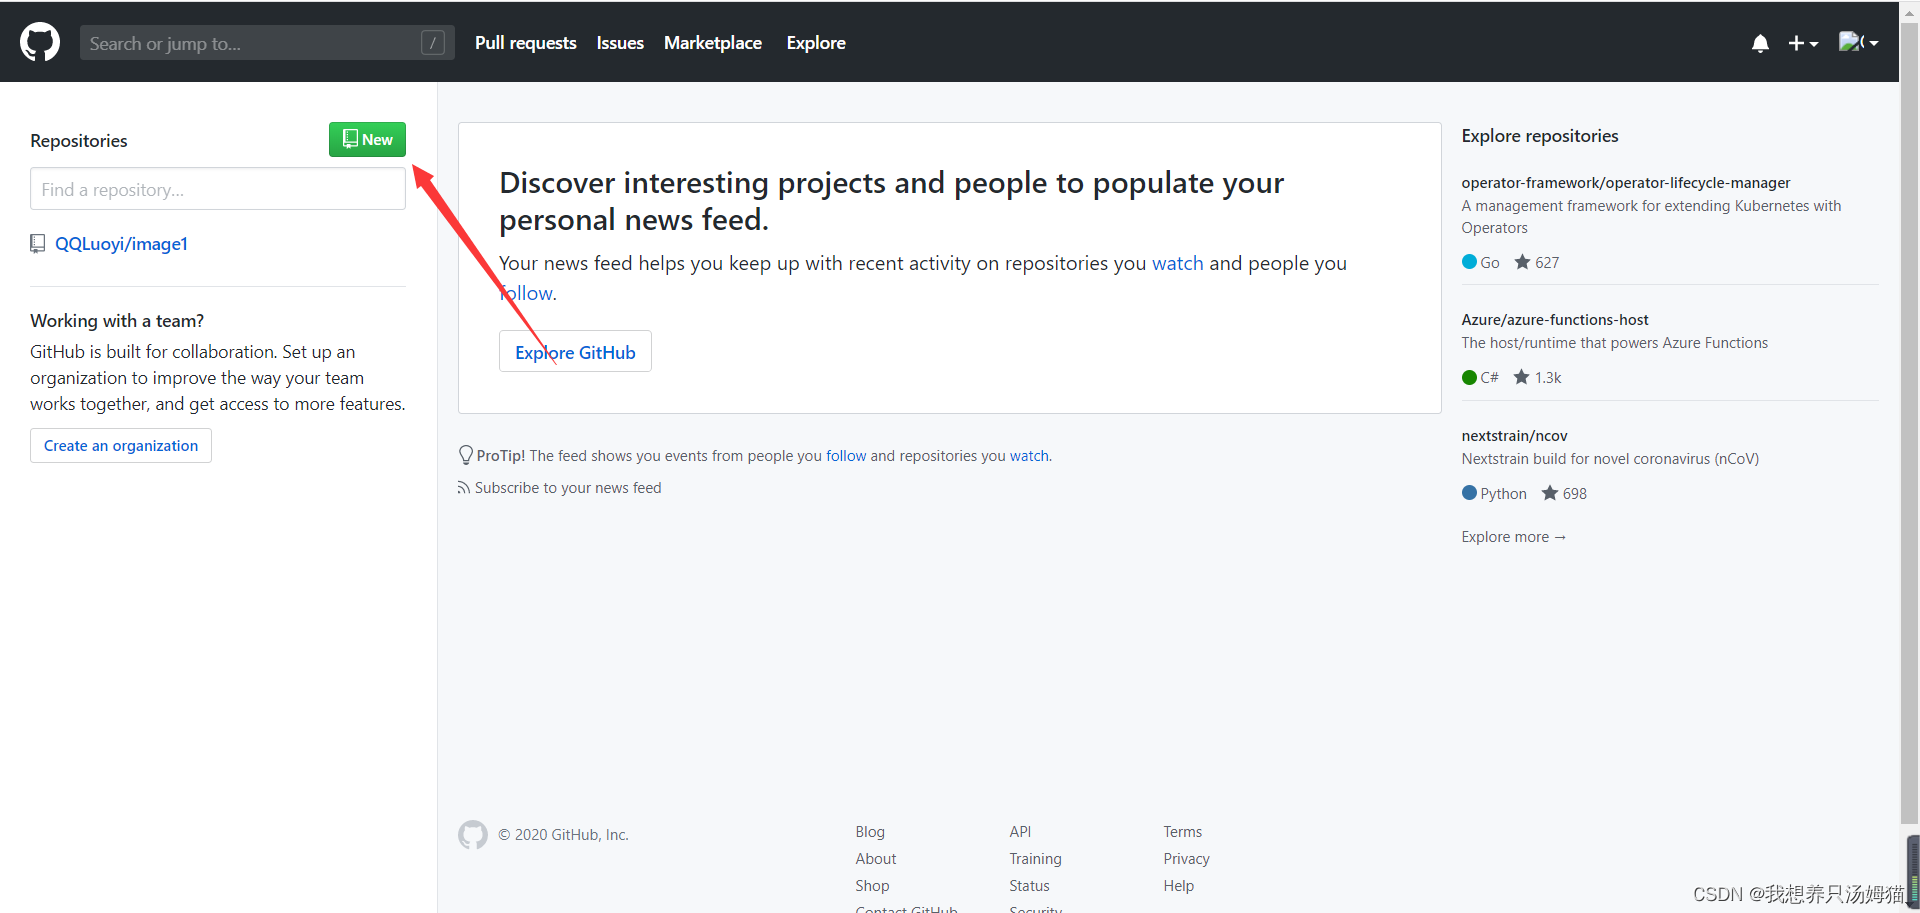 Search or jump to...
/
Pull requests
Issues
Marketplace
Explore
Repositories
New
Find a repository...
QQLuoyi/image1
Working with a team?
GitHub is built for collaboration. Set up an
organization to improve the way your team
works together, and get access to more features.
Create an organization
Discover interesting projects and people to populate your
personal news feed.
Your news feed helps you keep up with recent activity on repositories you watch and people you
follow.
Explore GitHub
ProTip! The feed shows you events from people you follow and repositories you watch.
Subscribe to your news feed
Explore repositories
operator-framework/operator-lifecycle-manager
A management framework for extending Kubernetes with
Operators
Go 627
Azure/azure-functions-host
The host/runtime that powers Azure Functions
C# 1.3k
nextstrain/ncov
Nextstrain build for novel coronavirus (nCoV)
Python 698
Explore more →
© 2020 GitHub, Inc.
Blog
About
Shop
Contact GitHub
API
Training
Status
Security
Terms
Privacy
Help
CSDN @我想养只汤姆猫